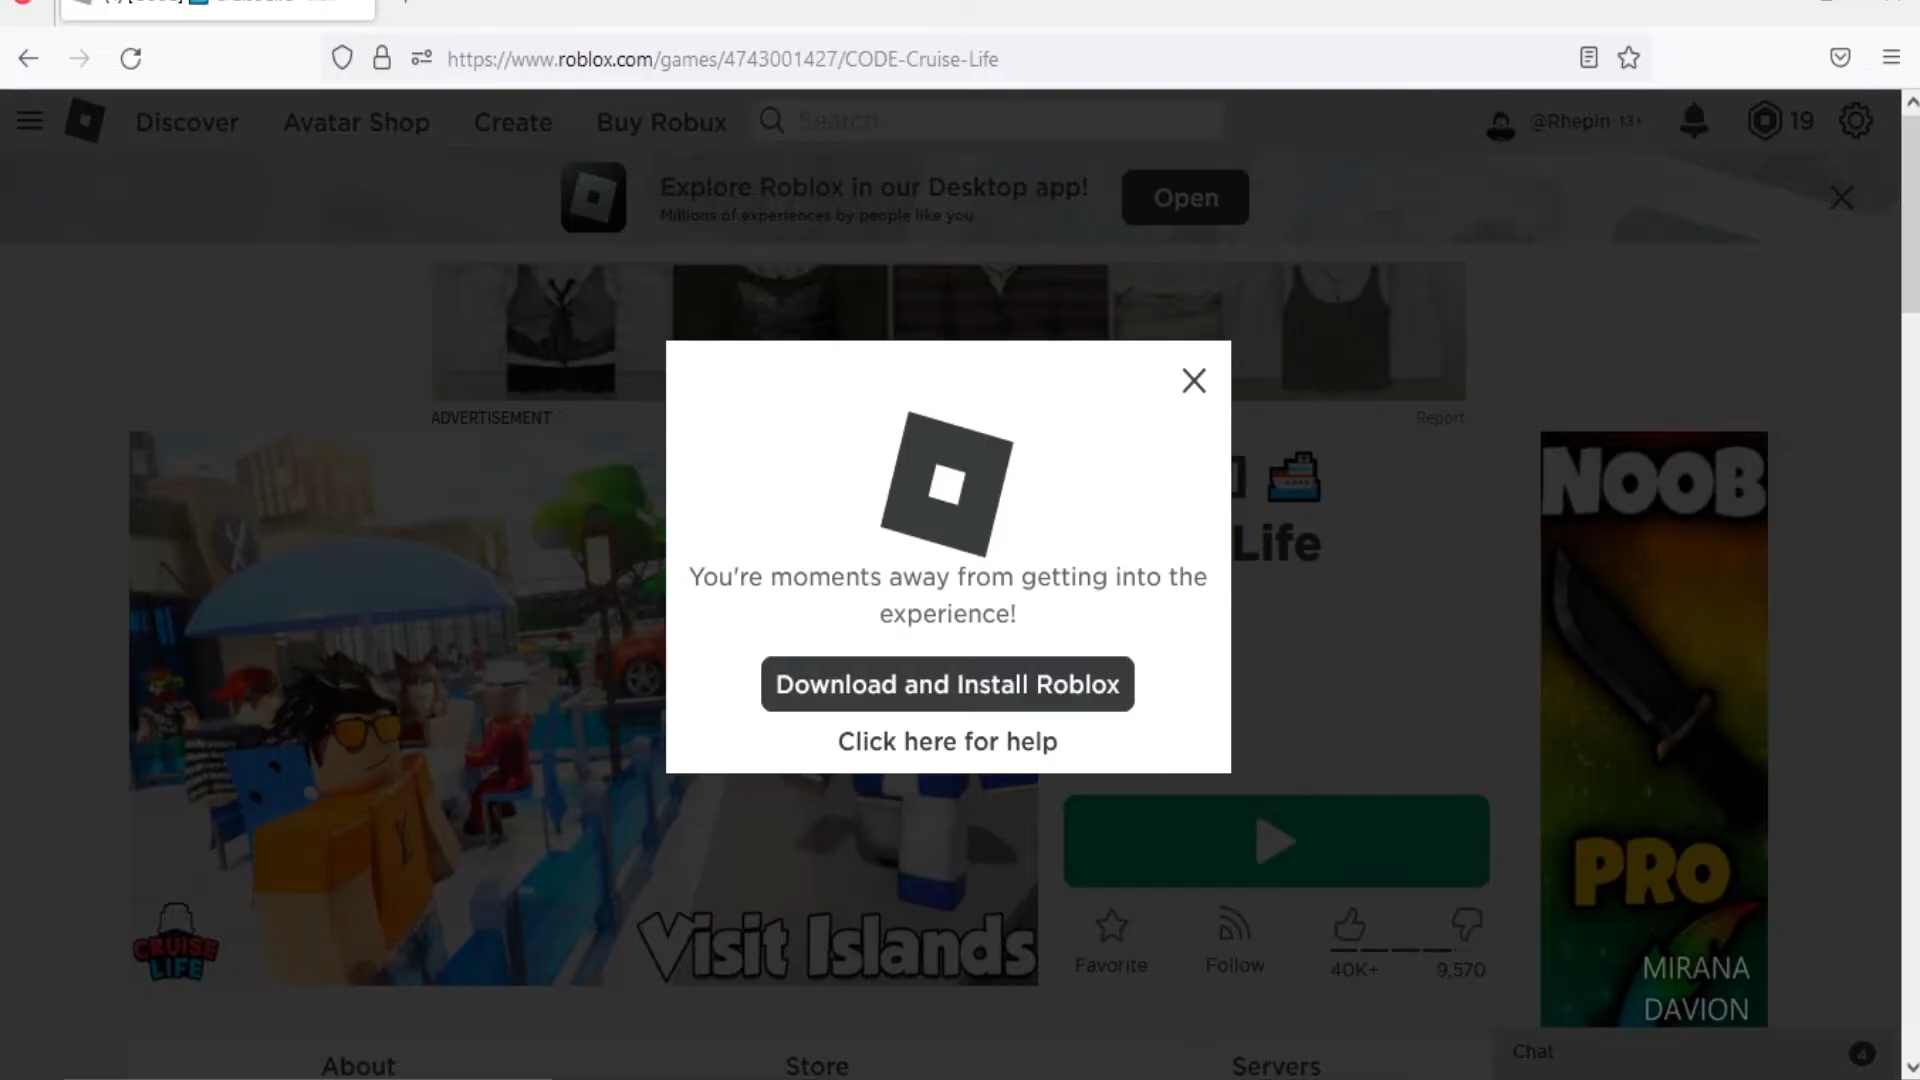 https://www.roblox.com/games/4743001427/CODE-Cruise-Life
Discover
Avatar Shop
Create
Buy Robux
Search
@Rhepin 13+
19
Explore Roblox in our Desktop app!
Millions of experiences by people like you
Open
ADVERTISEMENT
Report
Life
You're moments away from getting into the
experience!
Download and Install Roblox
Click here for help
NOOB
PRO
MIRANA
DAVION
CRUISE
LIFE
Visit Islands
Favorite
Follow
40K+
9,570
About
Store
Servers
Chat
4